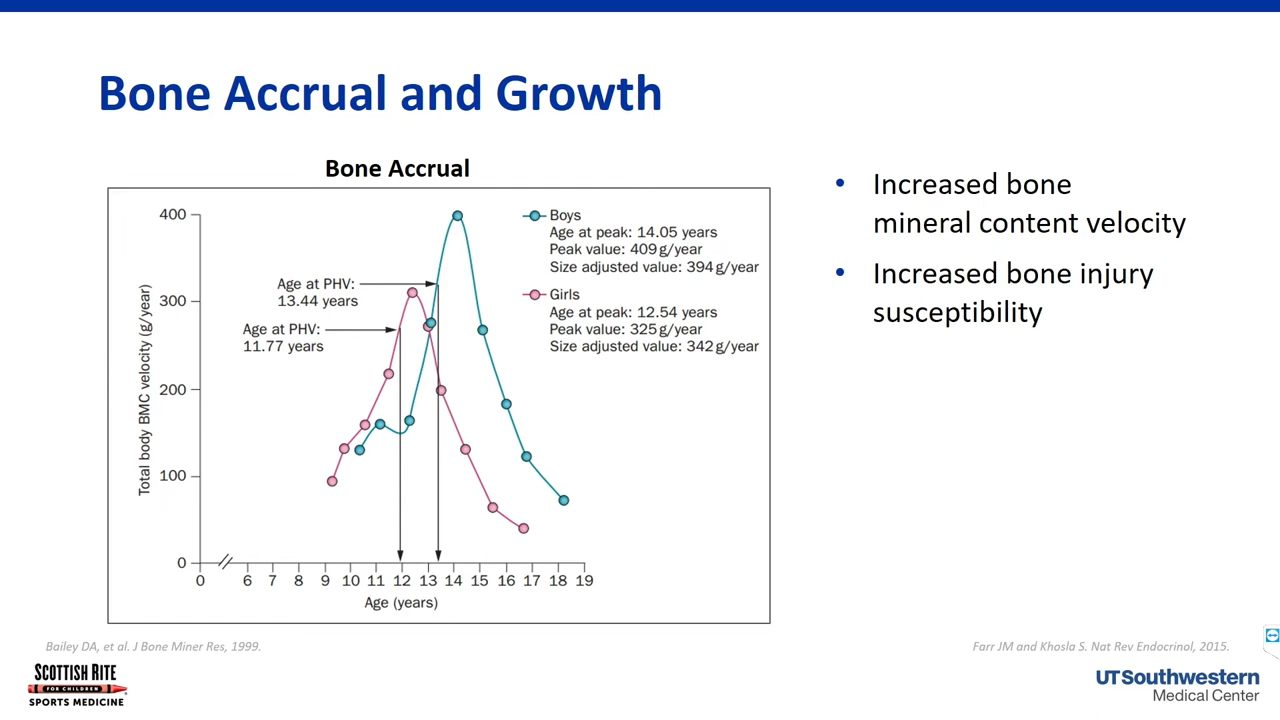 Bone Accrual and Growth
Bone Accrual
400
300
200
100
0
Total body BMC velocity (g/year)
Age at PHV:
13.44 years
Age at PHV:
11.77 years
Boys
Age at peak: 14.05 years
Peak value: 409 g/year
Size adjusted value: 394 g/year
Girls
Age at peak: 12.54 years
Peak value: 325 g/year
Size adjusted value: 342 g/year
0 6 7 8 9 10 11 12 13 14 15 16 17 18 19
Age (years)
• Increased bone
mineral content velocity
• Increased bone injury
susceptibility
Bailey DA, et al. J Bone Miner Res, 1999.
Farr JM and Khosla S. Nat Rev Endocrinol, 2015.
SCOTTISH RITE
FOR CHILDREN
SPORTS MEDICINE
UTSouthwestern
Medical Center